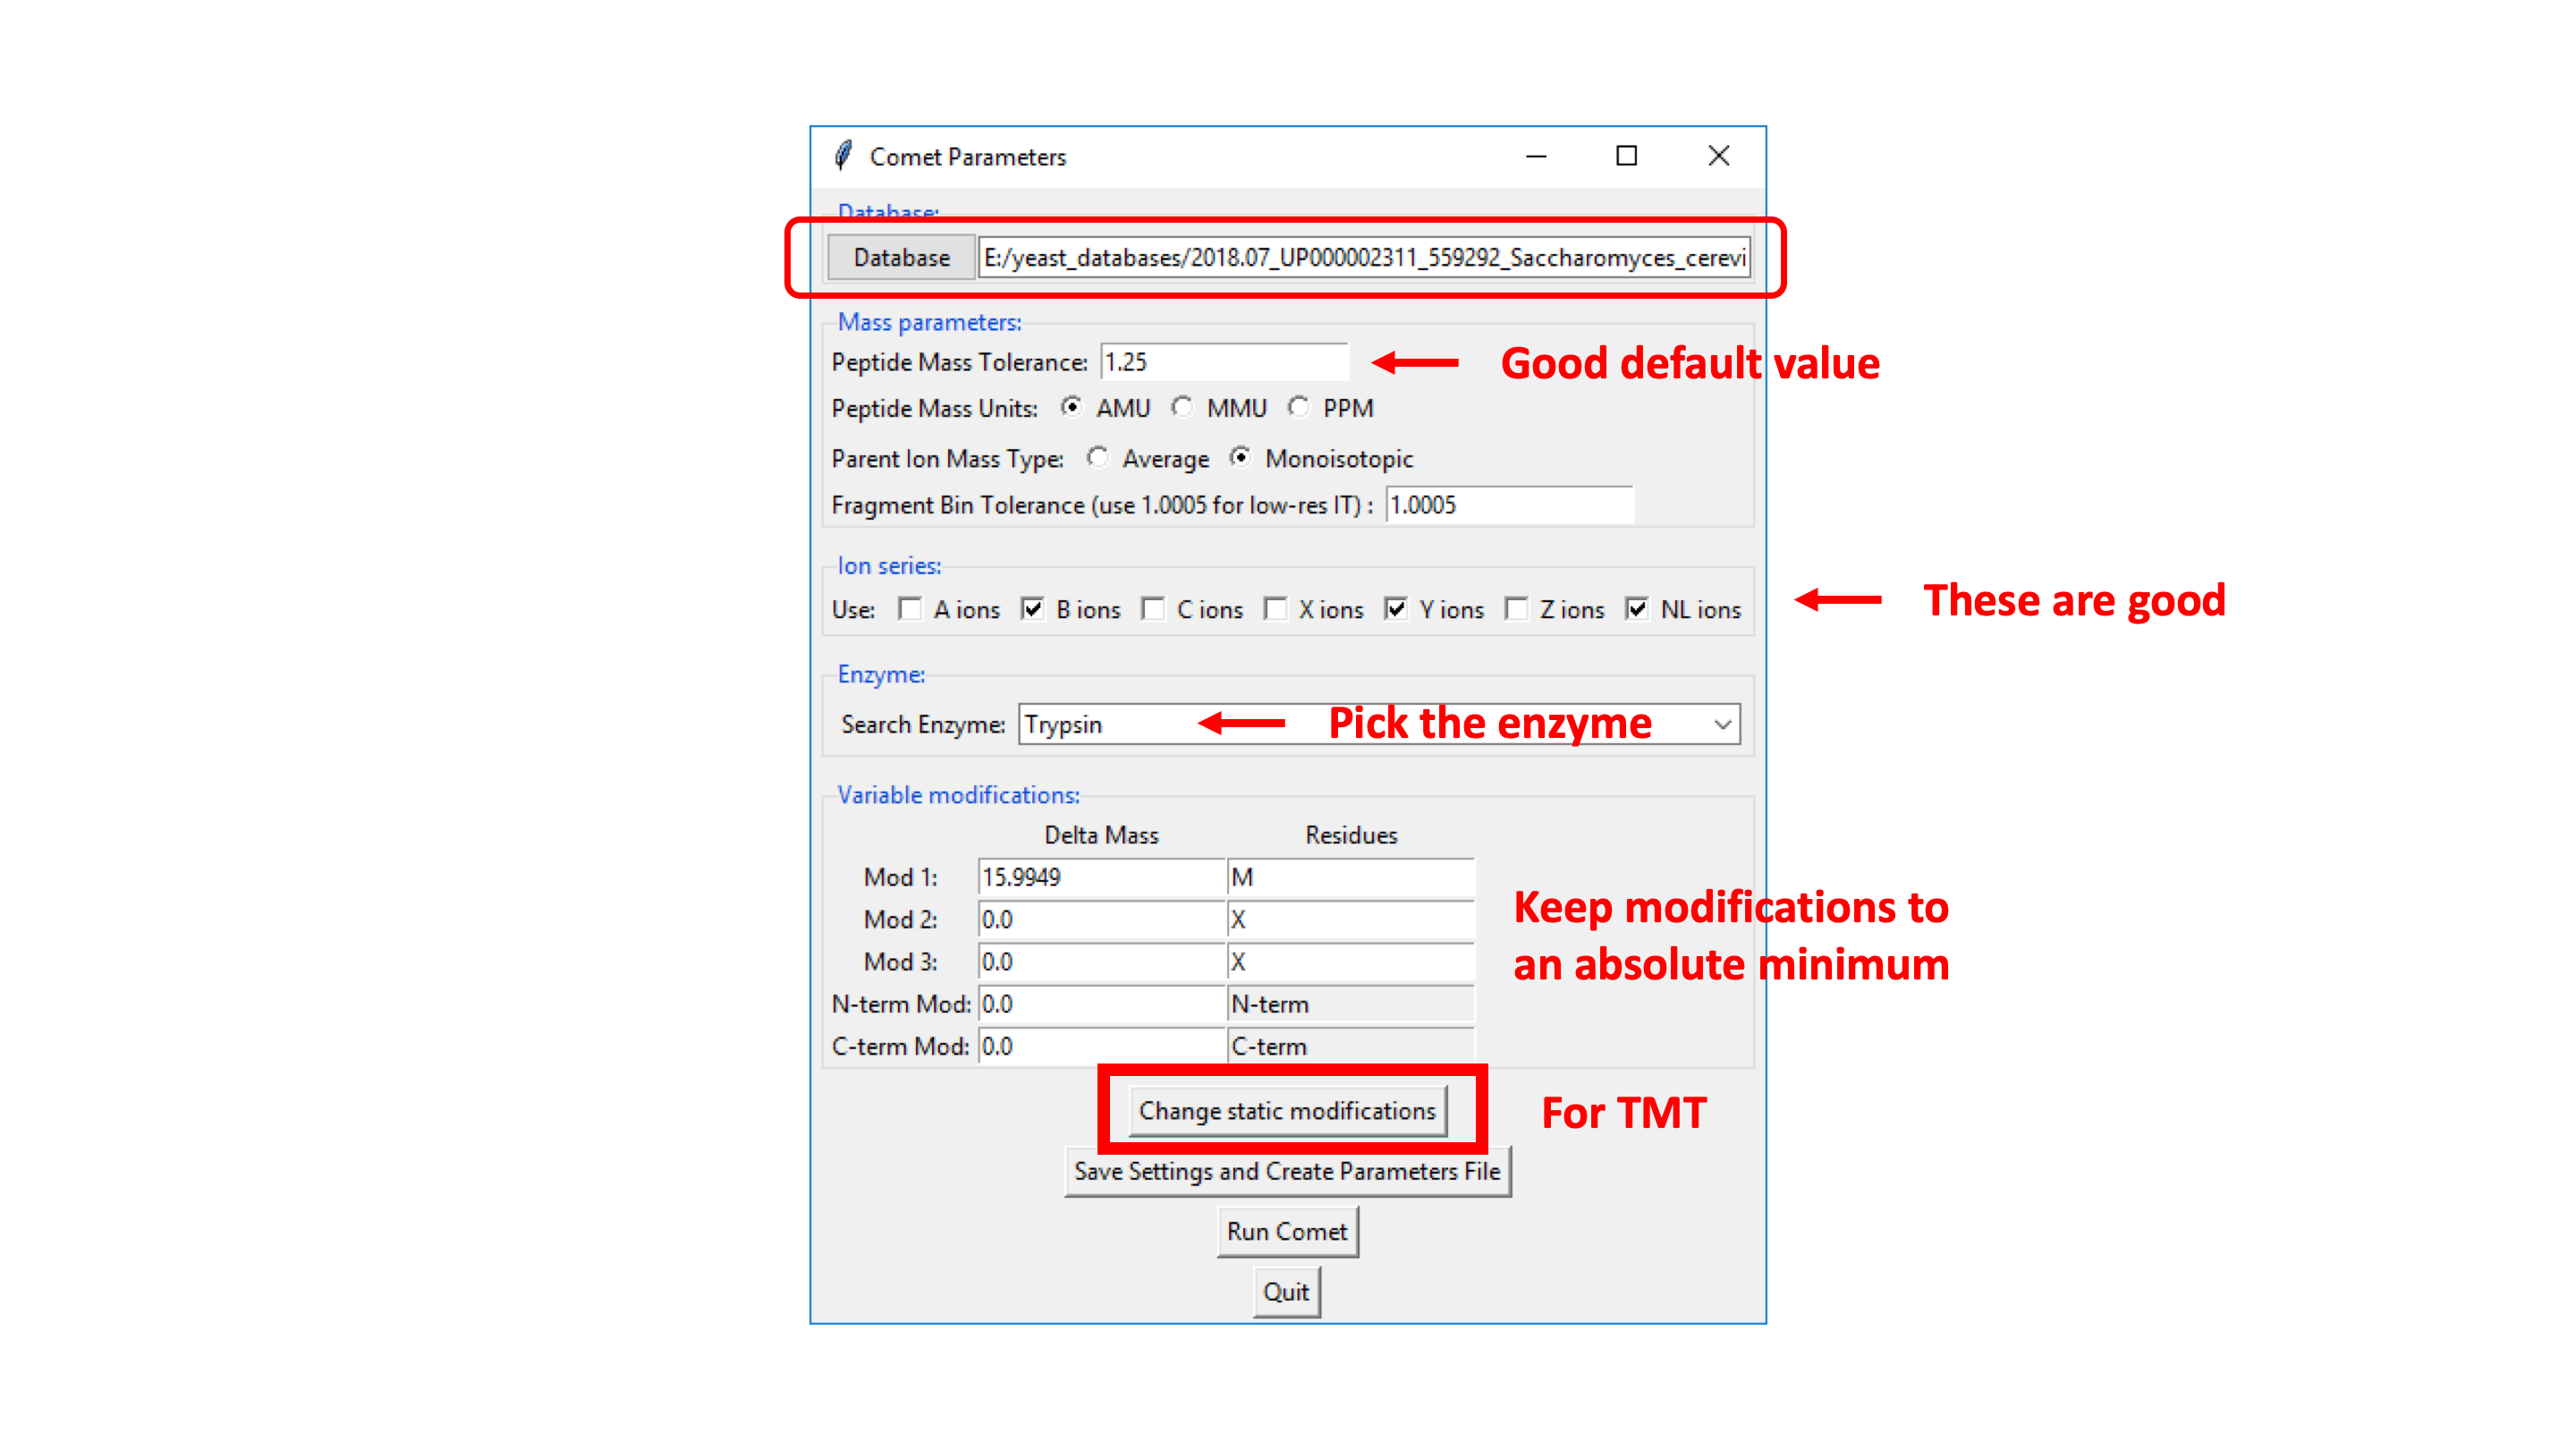 Comet Parameters
Database:
Database E:/yeast_databases/2018.07_UP000002311_559292_Saccharomyces_cerevi
Mass parameters:
Peptide Mass Tolerance: 1.25 Good default value
Peptide Mass Units: AMU MMU PPM
Parent Ion Mass Type: Average Monoisotopic
Fragment Bin Tolerance (use 1.0005 for low-res IT) : 1.0005
Ion series:
Use: A ions B ions C ions X ions Y ions Z ions NL ions These are good
Enzyme:
Search Enzyme: Trypsin Pick the enzyme
Variable modifications:
Delta Mass Residues
Mod 1: 15.9949 M
Mod 2: 0.0 X
Mod 3: 0.0 X
N-term Mod: 0.0 N-term
C-term Mod: 0.0 C-term
Keep modifications to
an absolute minimum
Change static modifications For TMT
Save Settings and Create Parameters File
Run Comet
Quit